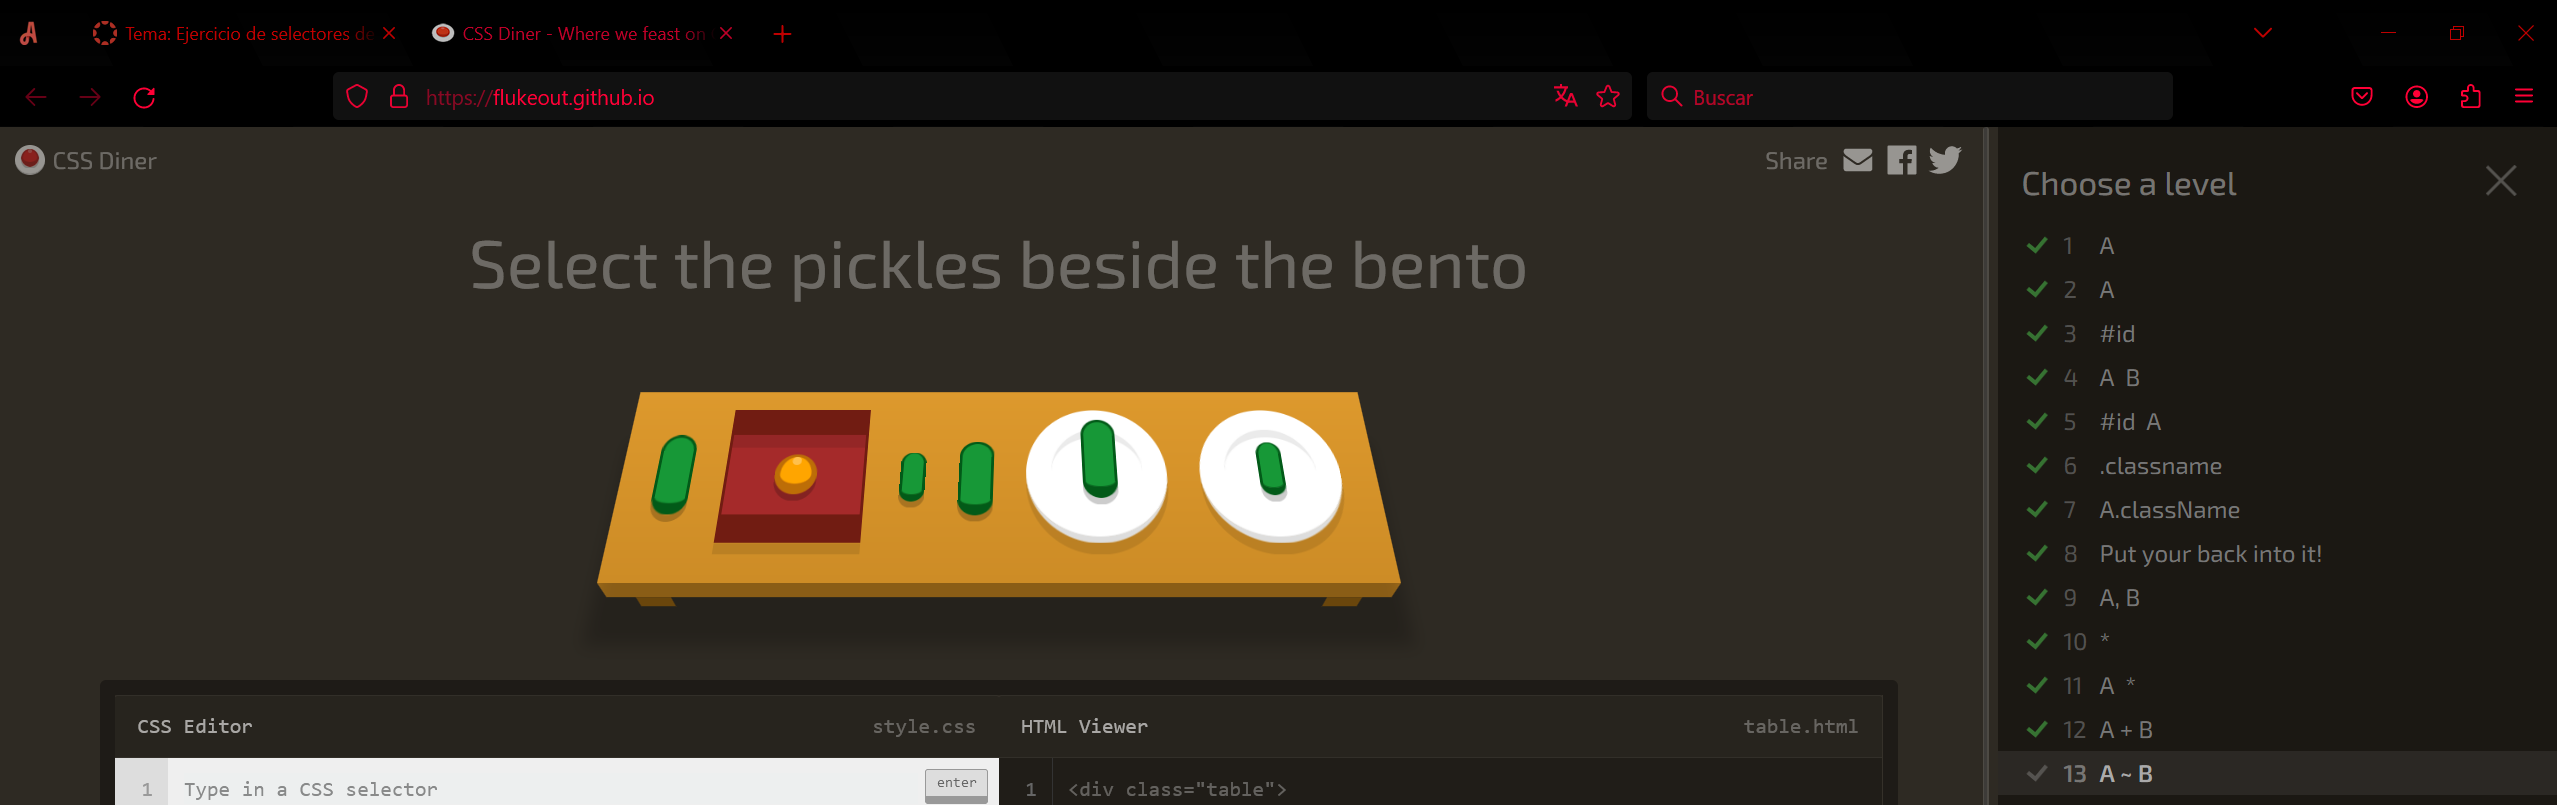 Tema: Ejercicio de selectores de
CSS Diner - Where we feast on
https://flukeout.github.io
Buscar
CSS Diner
Share
Select the pickles beside the bento
CSS Editor
style.css
1
Type in a CSS selector
enter
HTML Viewer
table.html
1
<div class="table">
Choose a level
1 A
2 A
3 #id
4 A B
5 #id A
6 .classname
7 A.className
8 Put your back into it!
9 A, B
10 *
11 A *
12 A + B
13 A ~ B